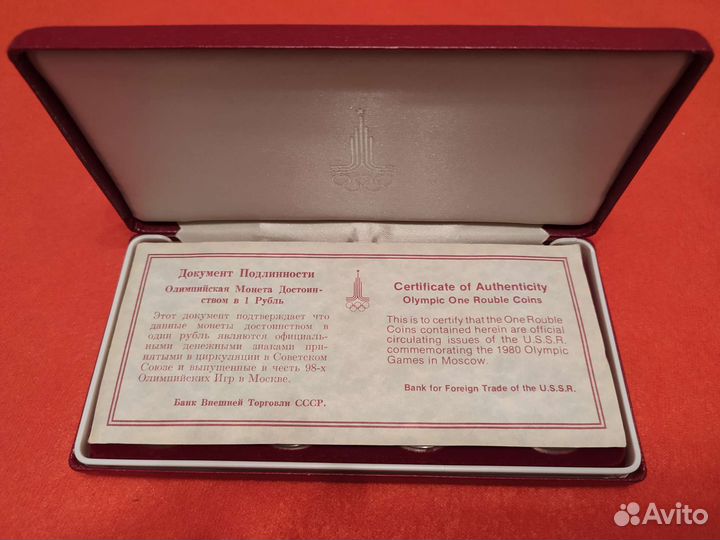 Документ Подлинности
Олимпийская Монета Достоин-
ством в 1 Рубль
Этот документ подтверждает что
данные монеты достоинством в
один рубль являются официаль-
ными денежными знаками при-
нятыми в циркуляции в Советском
Союзе и выпущенные в честь 98-х
Олимпийских Игр в Москве.
Банк Внешней Торговли СССР.
Certificate of Authenticity
Olympic One Rouble Coins
This is to certify that the One Rouble
Coins contained herein are official
circulating issues of the U.S.S.R.
commemorating the 1980 Olympic
Games in Moscow.
Bank for Foreign Trade of the U.S.S.R.
Avito